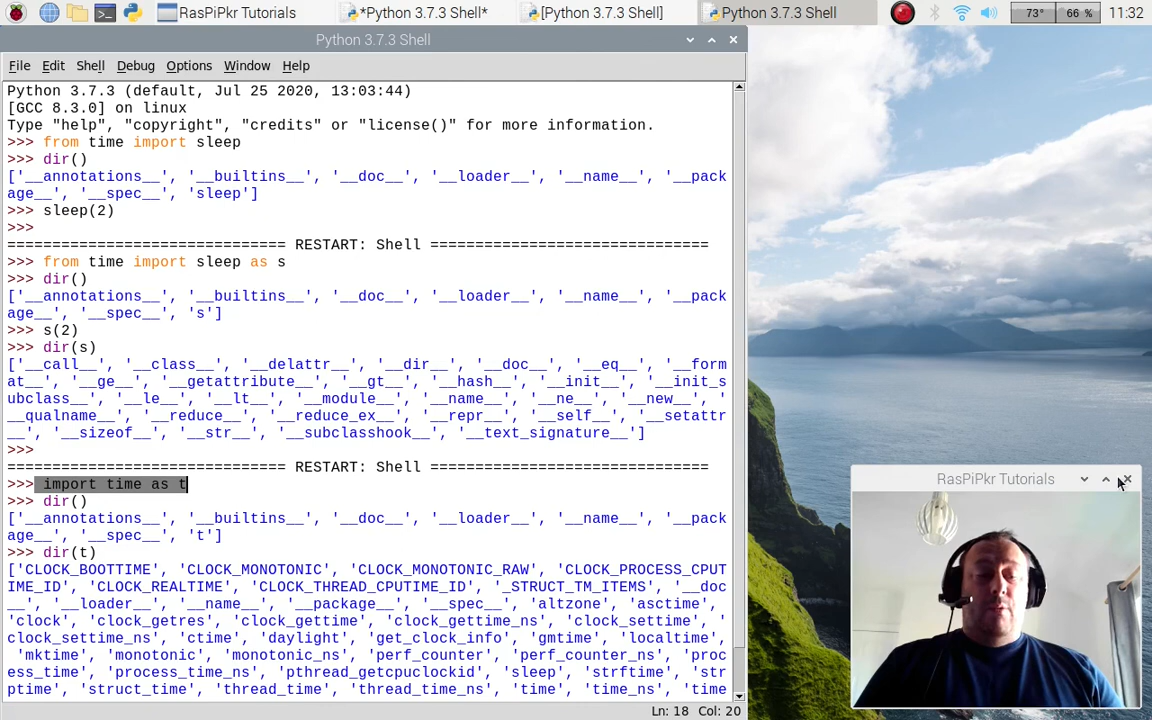 RasPiPkr Tutorials *Python 3.7.3 Shell* [Python 3.7.3 Shell] Python 3.7.3 Shell 73° 66 % 11:32
Python 3.7.3 Shell
File Edit Shell Debug Options Window Help
Python 3.7.3 (default, Jul 25 2020, 13:03:44)
[GCC 8.3.0] on linux
Type "help", "copyright", "credits" or "license()" for more information.
>>> from time import sleep
>>> dir()
['__annotations__', '__builtins__', '__doc__', '__loader__', '__name__', '__pack
age__', '__spec__', 'sleep']
>>> sleep(2)
>>>
=============================== RESTART: Shell ===============================
>>> from time import sleep as s
>>> dir()
['__annotations__', '__builtins__', '__doc__', '__loader__', '__name__', '__pack
age__', '__spec__', 's']
>>> s(2)
>>> dir(s)
['__call__', '__class__', '__delattr__', '__dir__', '__doc__', '__eq__', '__form
at__', '__ge__', '__getattribute__', '__gt__', '__hash__', '__init__', '__init_s
ubclass__', '__le__', '__lt__', '__module__', '__name__', '__ne__', '__new__', '
__qualname__', '__reduce__', '__reduce_ex__', '__repr__', '__self__', '__setattr
__', '__sizeof__', '__str__', '__subclasshook__', '__text_signature__']
>>>
=============================== RESTART: Shell ===============================
>>> import time as t
>>> dir()
['__annotations__', '__builtins__', '__doc__', '__loader__', '__name__', '__pack
age__', '__spec__', 't']
>>> dir(t)
['CLOCK_BOOTTIME', 'CLOCK_MONOTONIC', 'CLOCK_MONOTONIC_RAW', 'CLOCK_PROCESS_CPUT
IME_ID', 'CLOCK_REALTIME', 'CLOCK_THREAD_CPUTIME_ID', '_STRUCT_TM_ITEMS', '__doc
__', '__loader__', '__name__', '__package__', '__spec__', 'altzone', 'asctime',
'clock', 'clock_getres', 'clock_gettime', 'clock_gettime_ns', 'clock_settime', '
clock_settime_ns', 'ctime', 'daylight', 'get_clock_info', 'gmtime', 'localtime',
'mktime', 'monotonic', 'monotonic_ns', 'perf_counter', 'perf_counter_ns', 'proc
ess_time', 'process_time_ns', 'pthread_getcpuclockid', 'sleep', 'strftime', 'str
ptime', 'struct_time', 'thread_time', 'thread_time_ns', 'time', 'time_ns', 'time
Ln: 18 Col: 20
RasPiPkr Tutorials